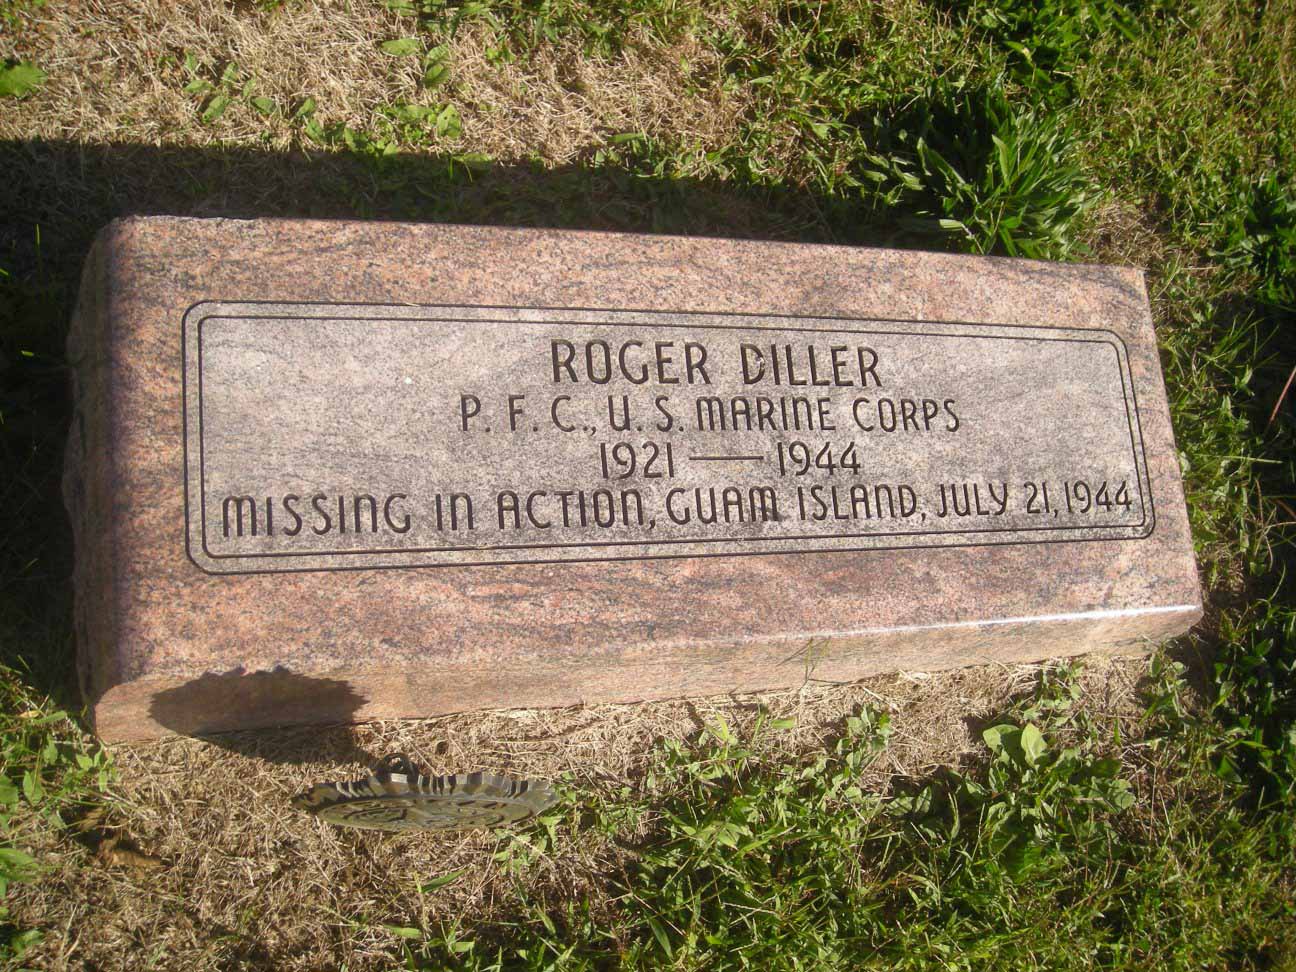 ROGER DILLER
P. F. C., U. S. MARINE CORPS
1921 — 1944
MISSING IN ACTION, GUAM ISLAND, JULY 21, 1944